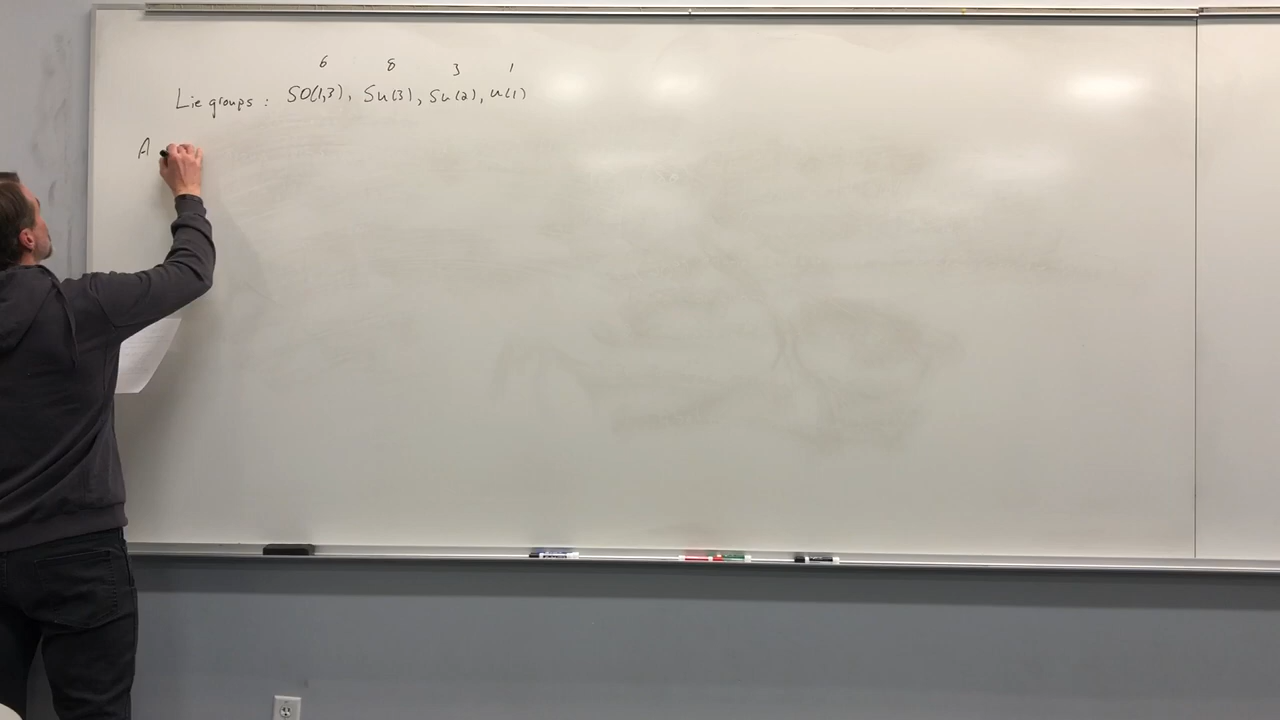 6 8 3 1
Lie groups : SO(1,3), SU(3), SU(2), U(1)
A